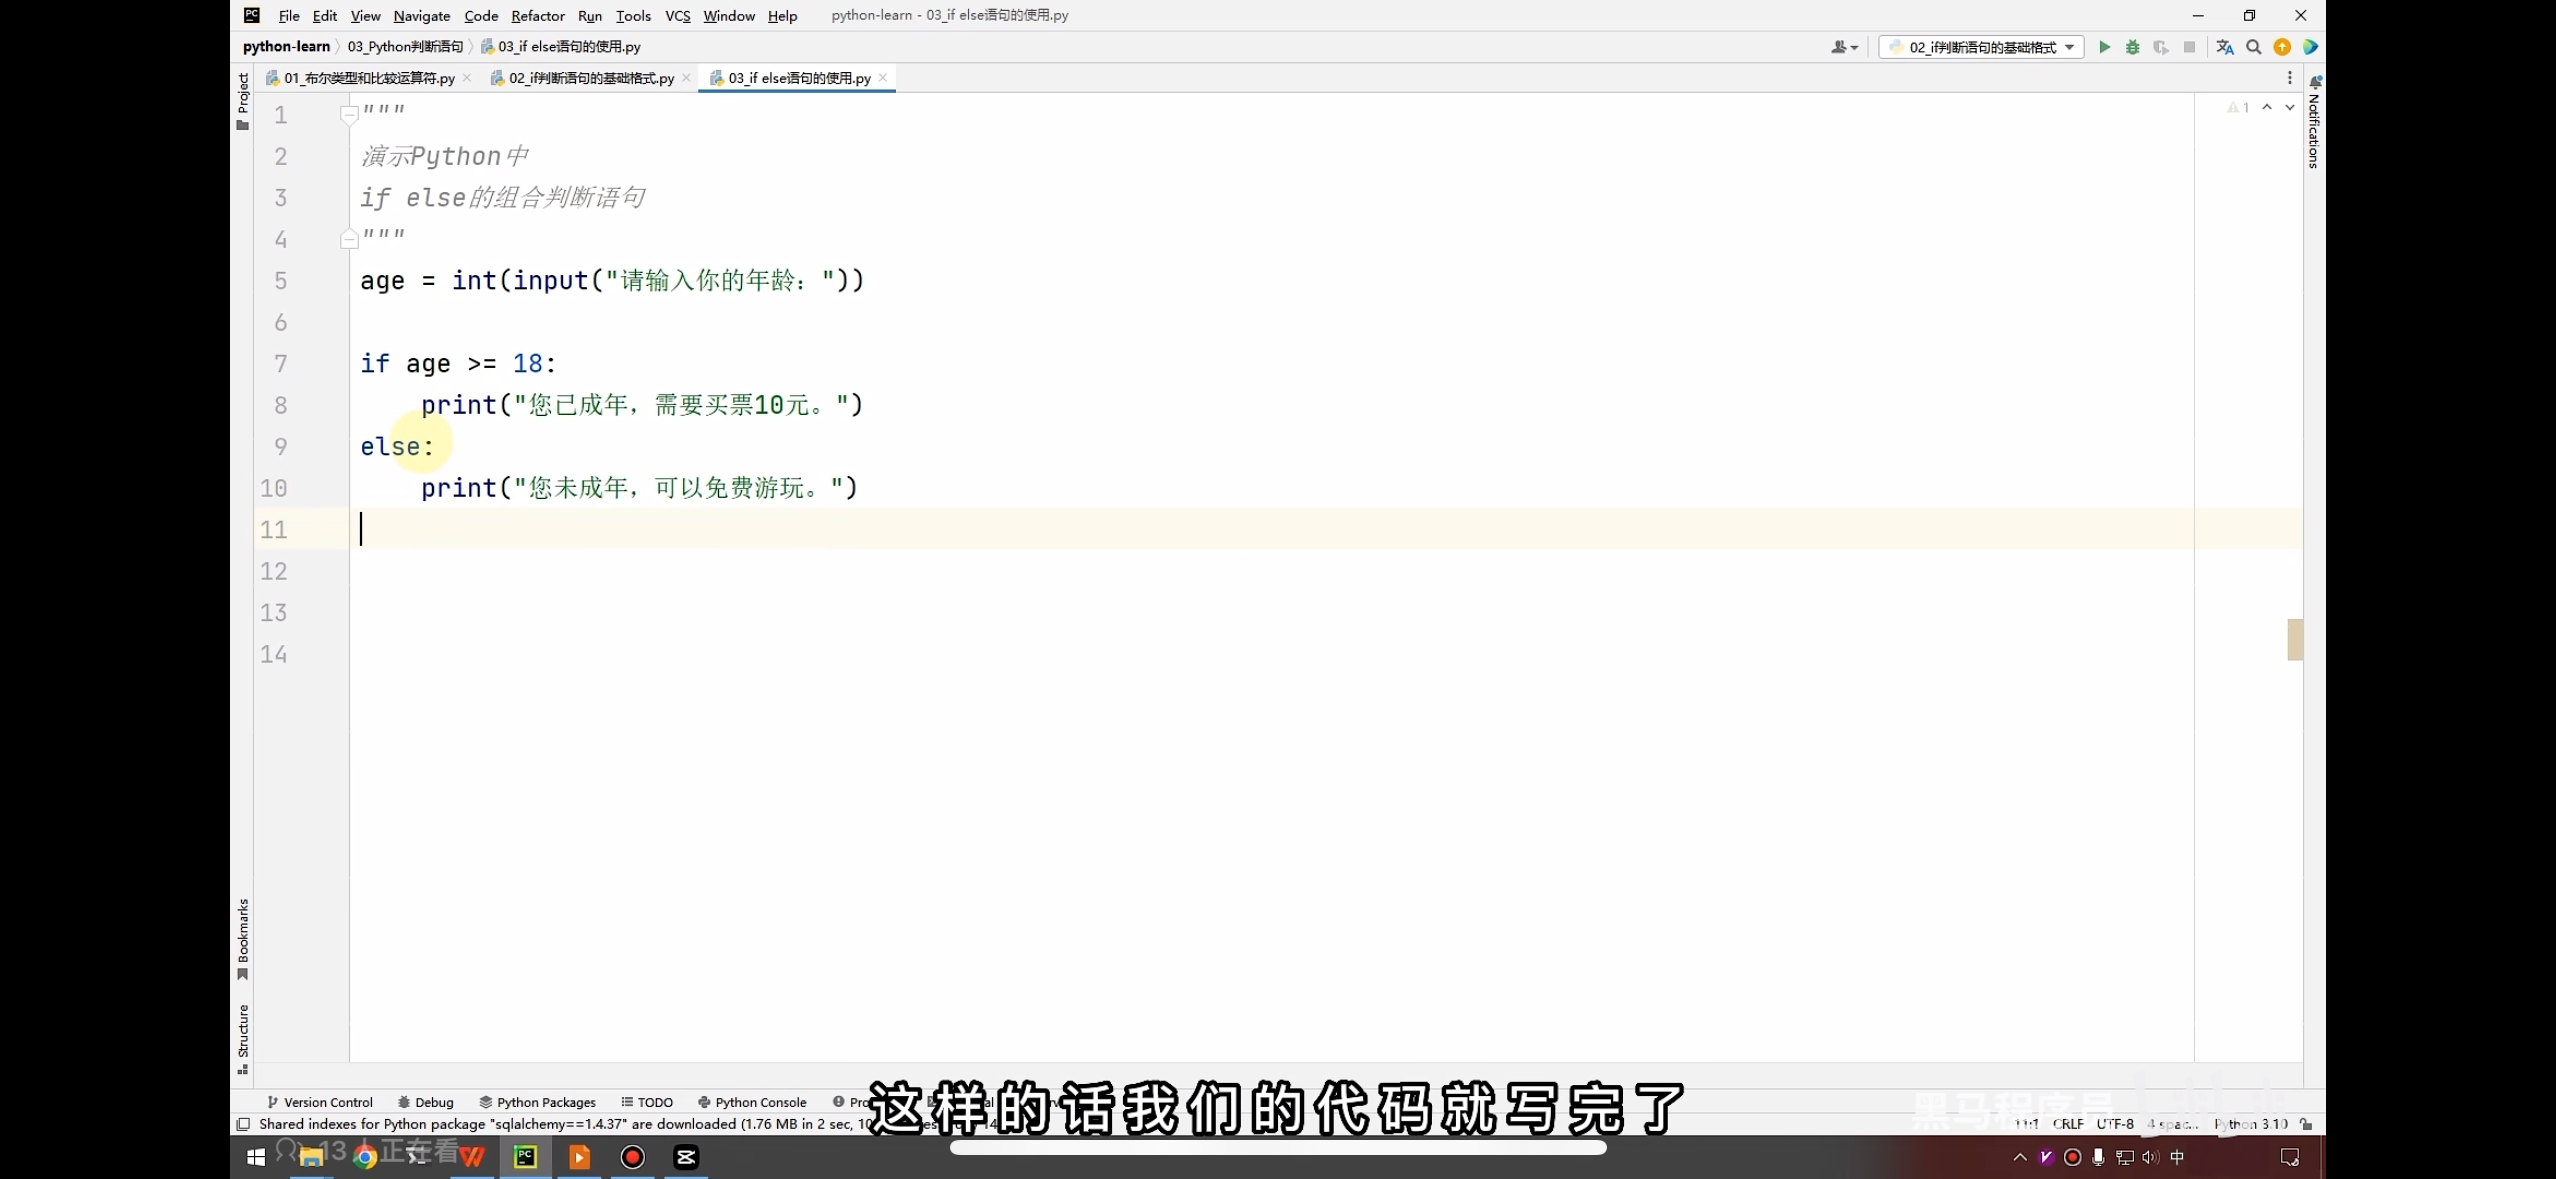 File Edit View Navigate Code Refactor Run Tools VCS Window Help python-learn - 03_if else语句的使用.py
python-learn 03_Python判断语句 03_if else语句的使用.py 02_if判断语句的基础格式
01_布尔类型和比较运算符.py 02_if判断语句的基础格式.py 03_if else语句的使用.py
Project
Notifications
1 """
1
2 演示Python中
3 if else的组合判断语句
4 """
5 age = int(input("请输入你的年龄: "))
6
7 if age >= 18:
8 print("您已成年，需要买票10元。")
9 else:
10 print("您未成年，可以免费游玩。")
11
12
13
14
Bookmarks
Structure
Version Control Debug Python Packages TODO Python Console
这样的话我们的代码就写完了
Shared indexes for Python package "sqlalchemy==1.4.37" are downloaded (1.76 MB in 2 sec, 11:1 CRLF UTF-8 4 spac... Python 3.10
黑马程序员 bilibili
13人正在看
中